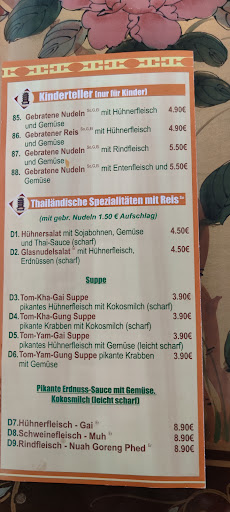 Kinderteller (nur für Kinder)
85. Gebratene Nudeln mit Hühnerfleisch 4.90€
und Gemüse
86. Gebratener Reis mit Hühnerfleisch 4.90€
und Gemüse
87. Gebratene Nudeln mit Rindfleisch 5.50€
und Gemüse
88. Gebratene Nudeln mit Entenfleisch und 5.50€
Gemüse
Thailändische Spezialitäten mit Reis
(mit gebr. Nudeln 1.50 € Aufschlag)
D1. Hühnersalat mit Sojabohnen, Gemüse 4.50€
und Thai-Sauce (scharf)
D2. Glasnudelsalat mit Hühnerfleisch, 4.50€
Erdnüssen (scharf)
Suppe
D3. Tom-Kha-Gai Suppe 3.90€
pikantes Hühnerfleisch mit Kokosmilch (scharf)
D4. Tom-Kha-Gung Suppe 3.90€
pikante Krabben mit Kokosmilch (scharf)
D5. Tom-Yam-Gai Suppe 3.90€
pikantes Hühnerfleisch mit Gemüse (leicht scharf)
D6. Tom-Yam-Gung Suppe pikante Krabben 3.90€
mit Gemüse
Pikante Erdnuss-Sauce mit Gemüse,
Kokosmilch (leicht scharf)
D7. Hühnerfleisch - Gai 8.90€
D8. Schweinefleisch - Muh 8.90€
D9. Rindfleisch - Nuah Goreng Phed 8.90€